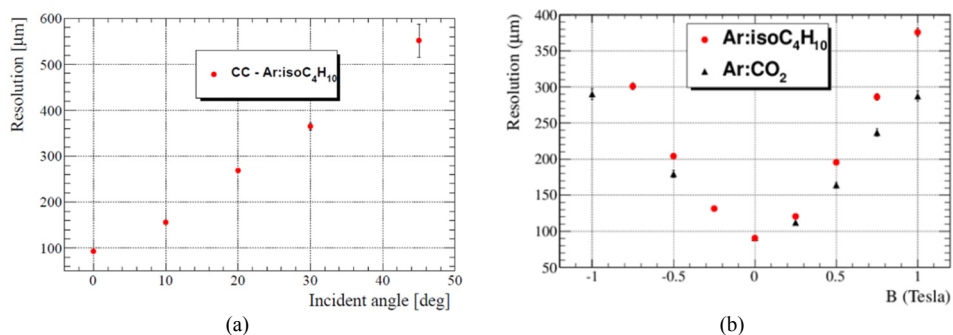 Resolution [μm]
600
500
400
300
200
100
CC - Ar:isoC₄H₁₀
0
10
20
30
40
50
Incident angle [deg]
(a)
Resolution (μm)
400
350
300
250
200
150
100
50
Ar:isoC₄H₁₀
Ar:CO₂
-1
-0.5
0
0.5
1
B (Tesla)
(b)